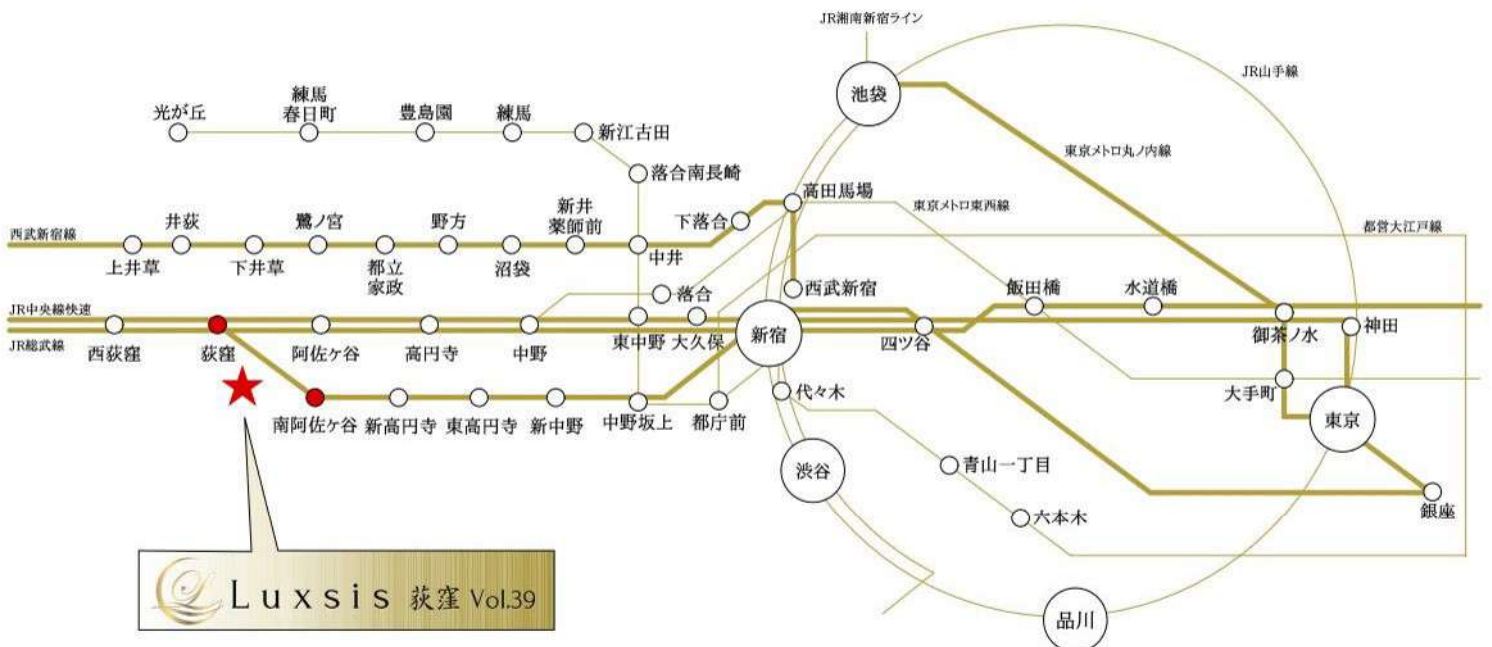 JR湘南新宿ライン
JR山手線
池袋
練馬
春日町
光が丘
豊島園
練馬
新江古田
東京メトロ丸ノ内線
落合南長崎
高田馬場
東京メトロ東西線
西武新宿線
井荻
鷺ノ宮
野方
新井
薬師前
下落合
都営大江戸線
上井草
下井草
都立
家政
沼袋
中井
西武新宿
飯田橋
水道橋
落合
JR中央線快速
JR総武線
西荻窪
荻窪
阿佐ヶ谷
高円寺
中野
東中野
大久保
新宿
四ツ谷
御茶ノ水
神田
大手町
代々木
南阿佐ヶ谷
新高円寺
東高円寺
新中野
中野坂上
都庁前
東京
渋谷
青山一丁目
六本木
銀座
Luxsis 荻窪 Vol.39
品川